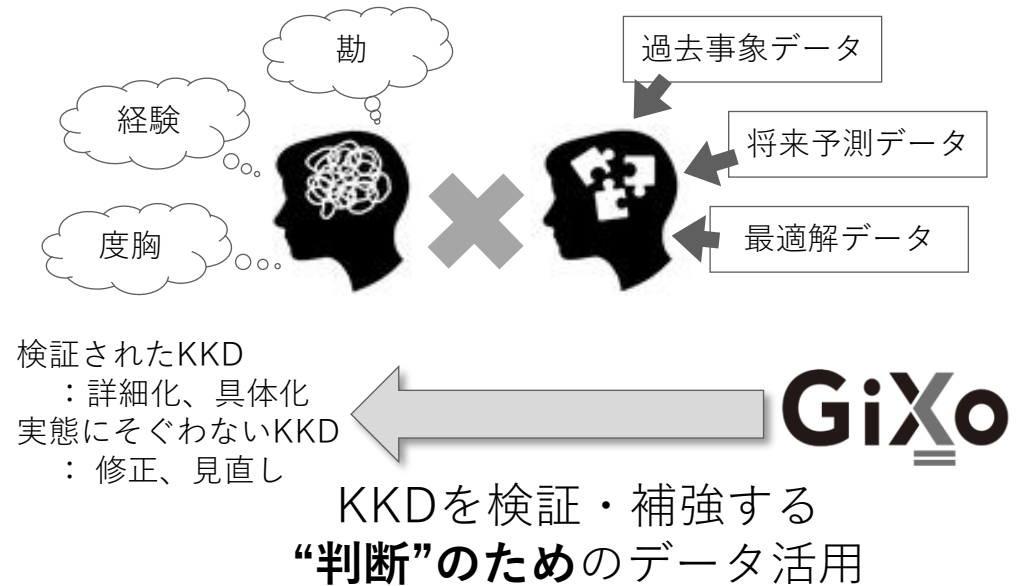 勘
経験
度胸
過去事象データ
将来予測データ
最適解データ
検証されたKKD
：詳細化、具体化
実態にそぐわないKKD
： 修正、見直し
GiXo
KKDを検証・補強する
“判断”のためのデータ活用